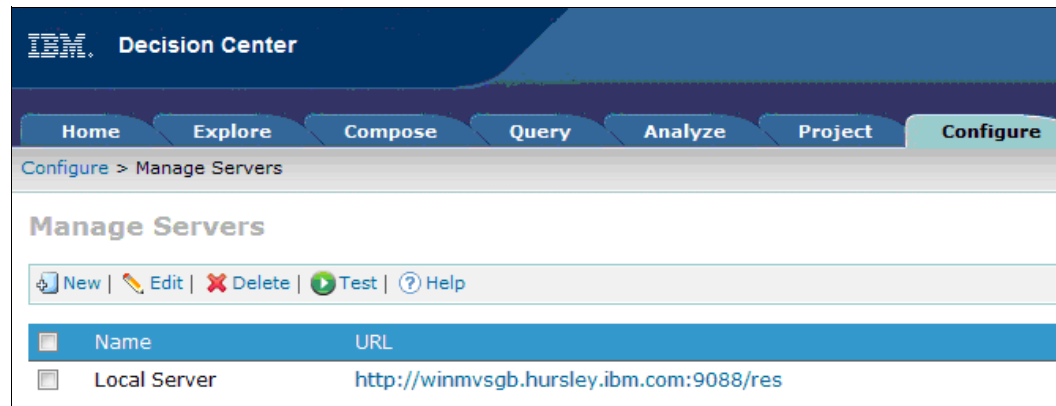 IBM. Decision Center
Home Explore Compose Query Analyze Project Configure
Configure > Manage Servers
Manage Servers
New | Edit | Delete | Test | Help
Name URL
Local Server http://winmvsgb.hursley.ibm.com:9088/res